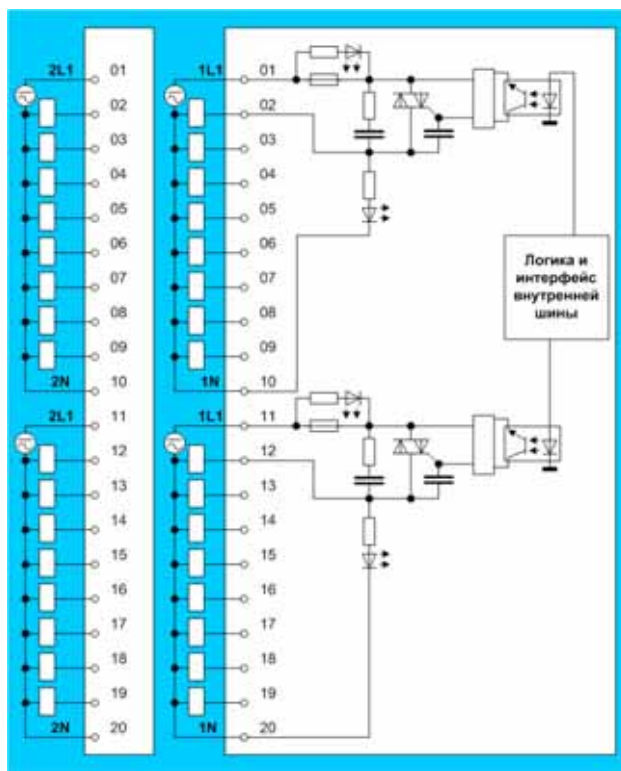 2L1 01 1L1 01
02 02
03 03
04 04
05 05
06 06
07 07
08 08
09 09
2N 10 1N 10
2L1 11 1L1 11
12 12
13 13
14 14
15 15
16 16
17 17
18 18
19 19
2N 20 1N 20
Логика и
интерфейс
внутренней
шины